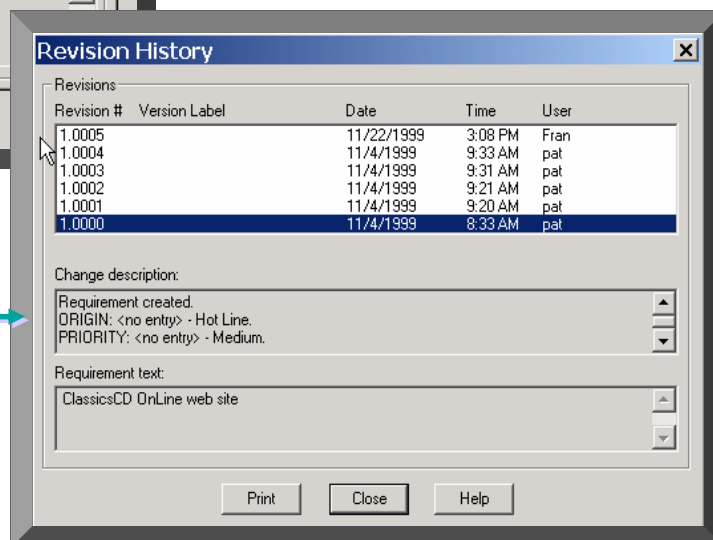 Revision History
Revisions
Revision # Version Label Date Time User
1.0005 11/22/1999 3:08 PM Fran
1.0004 11/4/1999 9:33 AM pat
1.0003 11/4/1999 9:31 AM pat
1.0002 11/4/1999 9:21 AM pat
1.0001 11/4/1999 9:20 AM pat
1.0000 11/4/1999 8:33 AM pat
Change description:
Requirement created.
ORIGIN: <no entry> - Hot Line.
PRIORITY: <no entry> - Medium.
Requirement text:
ClassicsCD OnLine web site
Print Close Help